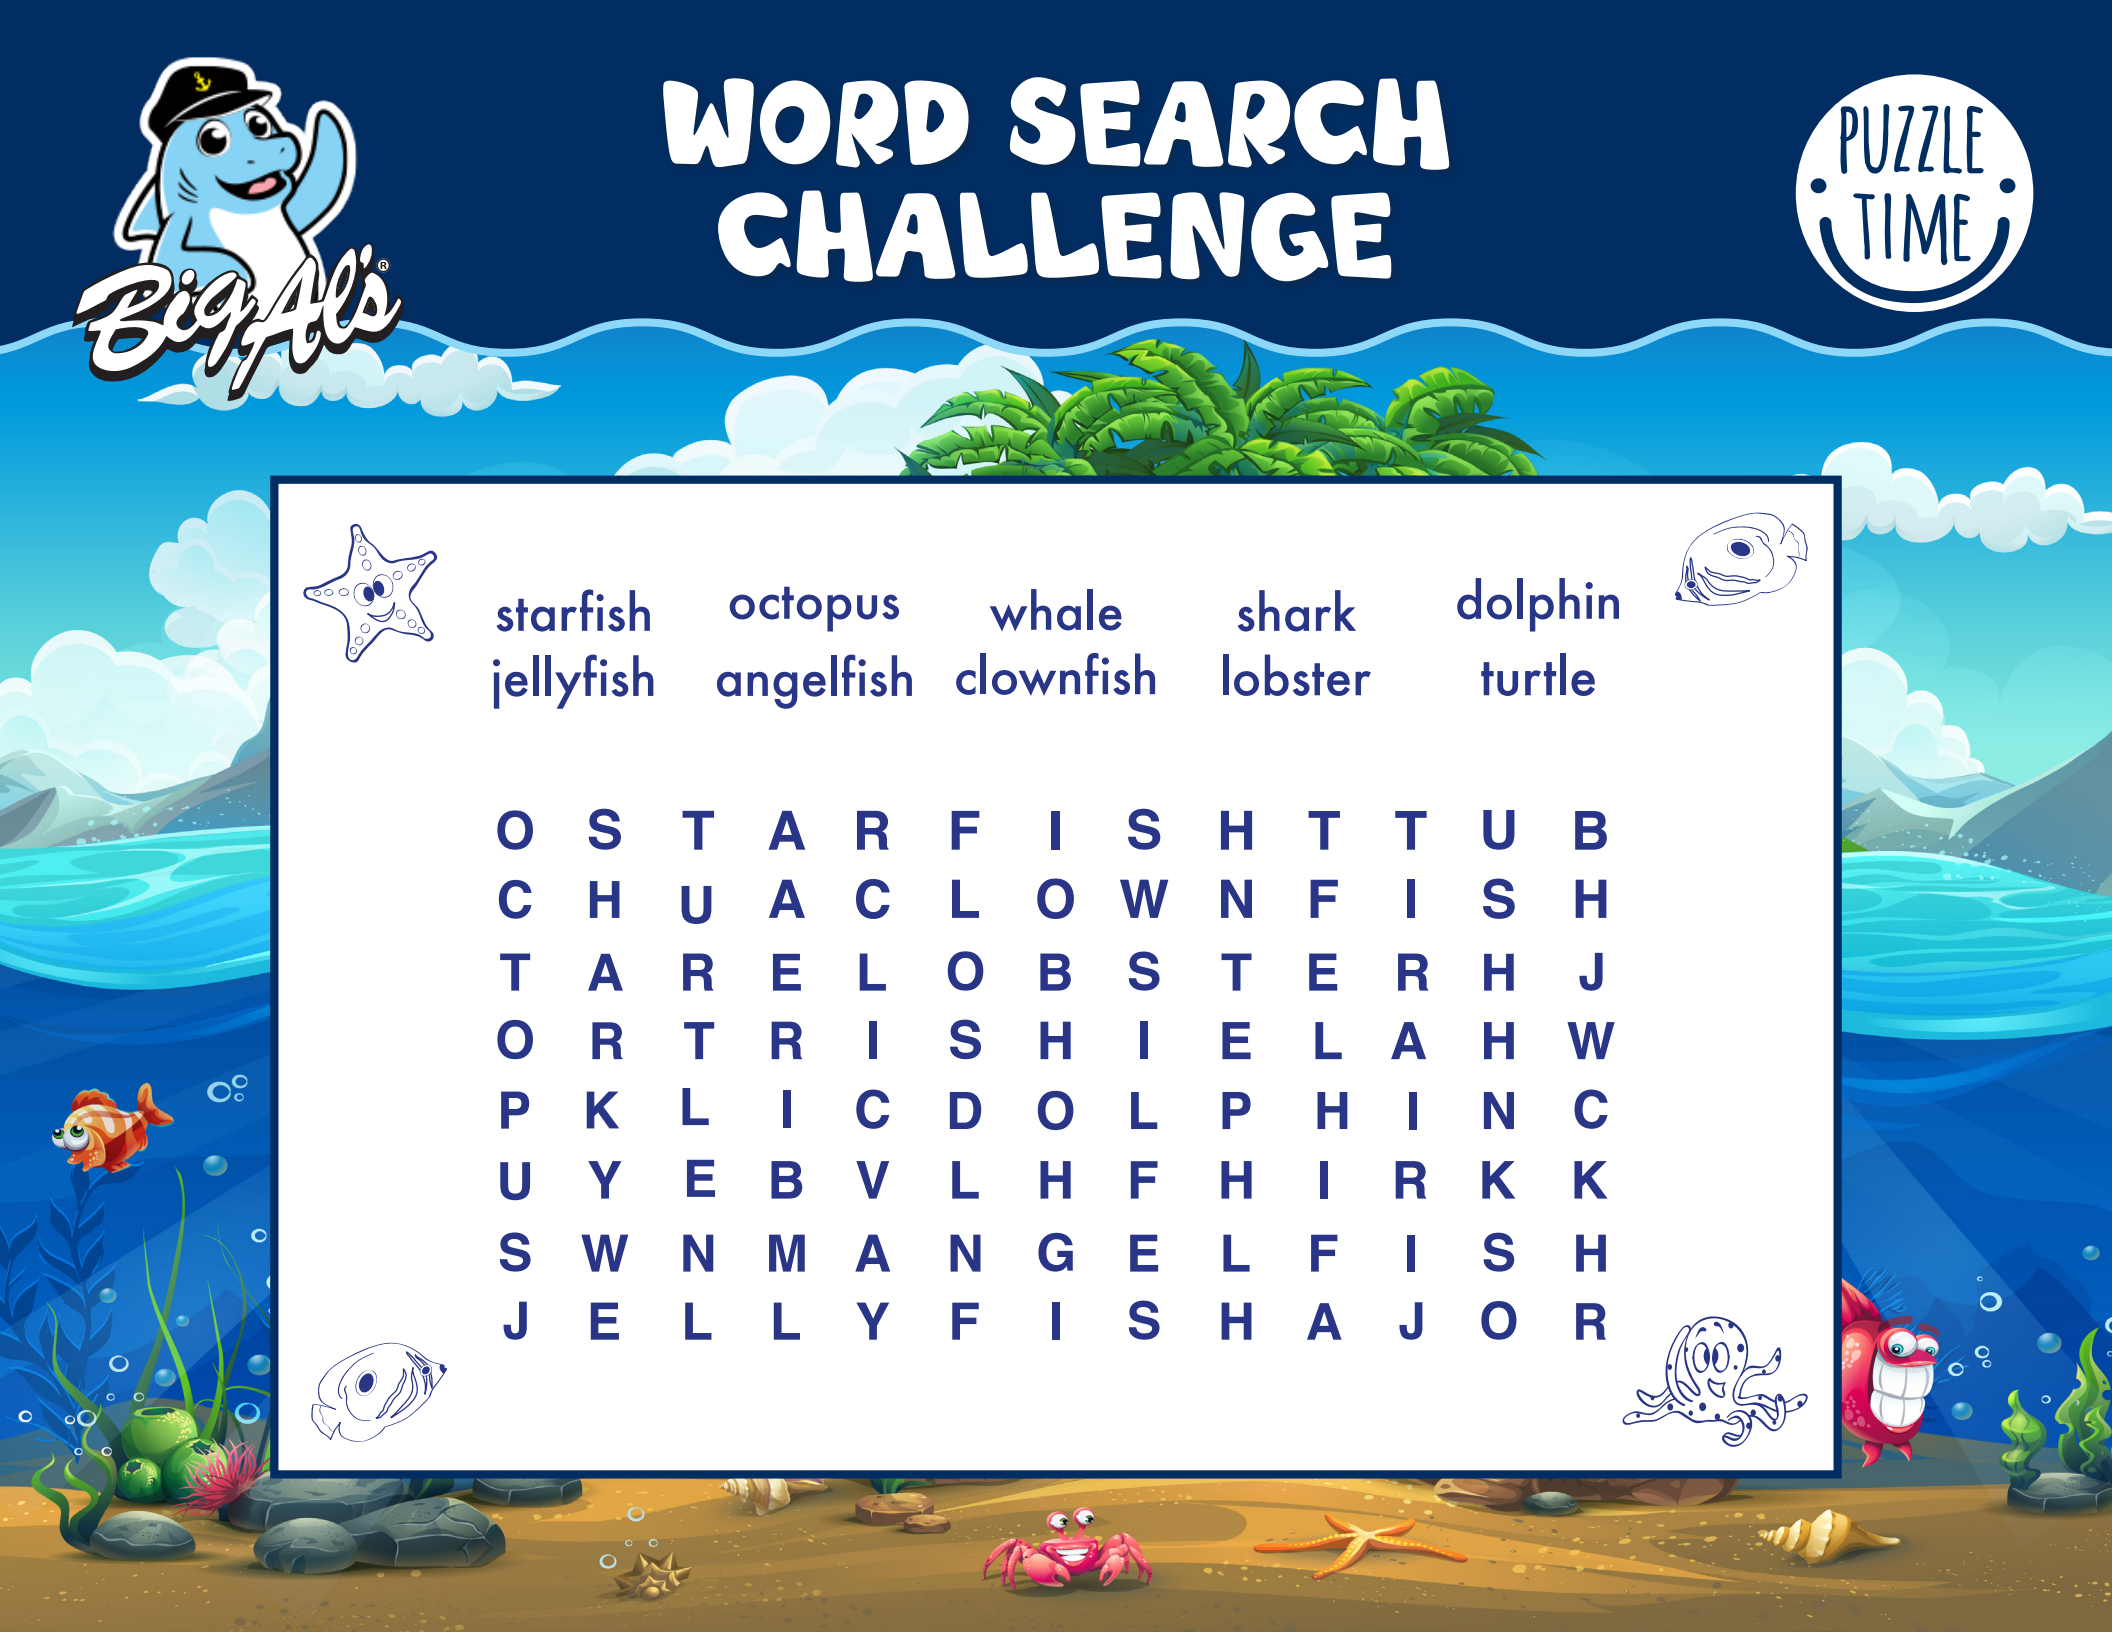 WORD SEARCH
CHALLENGE
PUZZLE
TIME
Big Al's®
starfish octopus whale shark dolphin
jellyfish angelfish clownfish lobster turtle
O S T A R F I S H T T U B
C H U A C L O W N F I S H
T A R E L O B S T E R H J
O R T R I S H I E L A H W
P K L I C D O L P H I N C
U Y E B V L H F H I R K K
S W N M A N G E L F I S H
J E L L Y F I S H A J O R